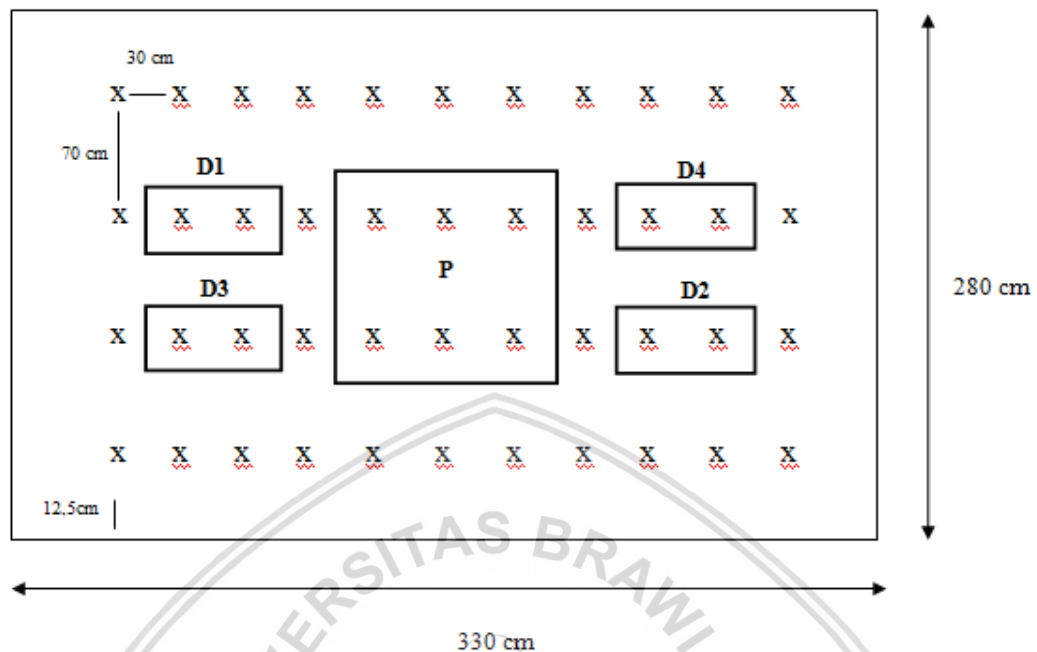 30 cm
X X X X X X X X X X X
70 cm
D1 D4
X X X X X X X X X X X
P
D3 D2
280 cm
X X X X X X X X X X X
X X X X X X X X X X X
12,5cm
ERSITAS BRAWI
330 cm